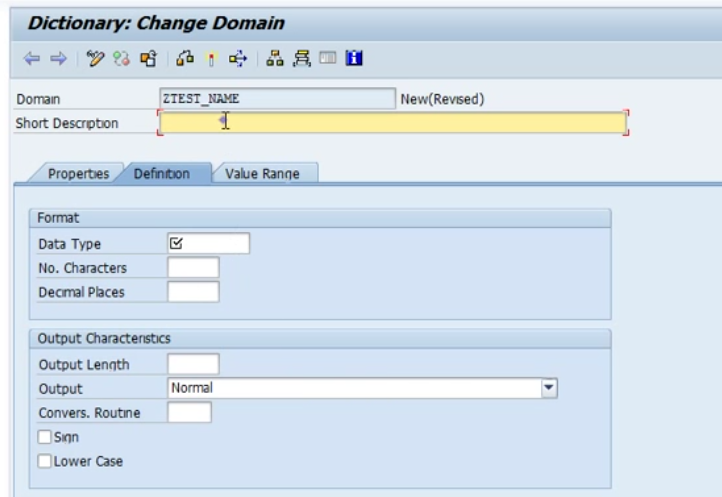 Dictionary: Change Domain
Domain ZTEST_NAME New(Revised)
Short Description
Properties Definition Value Range
Format
Data Type
No. Characters
Decimal Places
Output Characteristics
Output Length
Output Normal
Convers. Routine
Sign
Lower Case